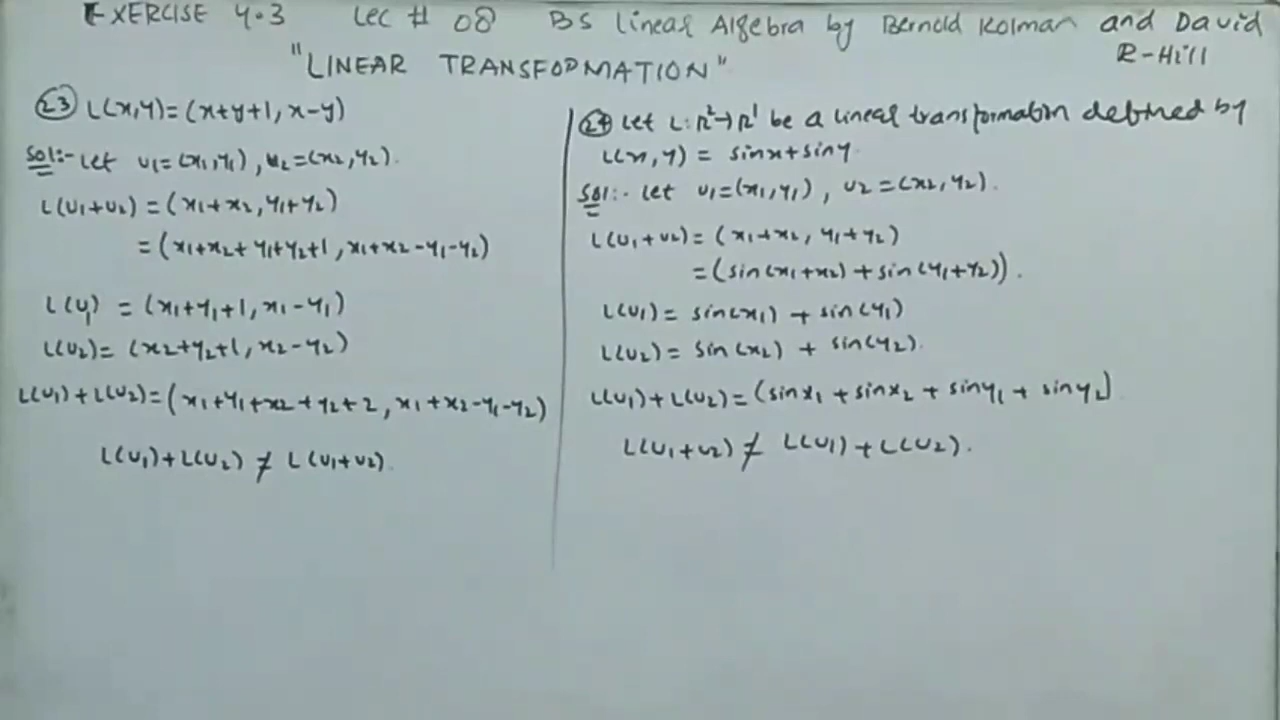 EXERCISE 4.3 Lec # 08 BS Linear Algebra by Bernold Kolman and David
R-Hill
"LINEAR TRANSFORMATION"
23 L(x,y)=(x+y+1, x-y)
Sol:- Let u1=(x1,y1), u2=(x2,y2).
L(u1+u2) = (x1+x2, y1+y2)
=(x1+x2+y1+y2+1, x1+x2-y1-y2)
L(u1) = (x1+y1+1, x1-y1)
L(u2)= (x2+y2+1, x2-y2)
L(u1)+L(u2)=(x1+y1+x2+y2+2, x1+x2-y1-y2)
L(u1)+L(u2) ≠ L(u1+u2).
Let L:R²→R¹ be a linear transformation defined by
L(x,y) = sinx+siny
Sol:- Let u1=(x1,y1), u2=(x2,y2).
L(u1+u2)= (x1+x2, y1+y2)
=(sin(x1+x2)+sin(y1+y2)).
L(u1)= sin(x1) + sin(y1)
L(u2)= sin(x2) + sin(y2).
L(u1)+L(u2)=(sinx1+sinx2+siny1+siny2)
L(u1+u2) ≠ L(u1)+L(u2).